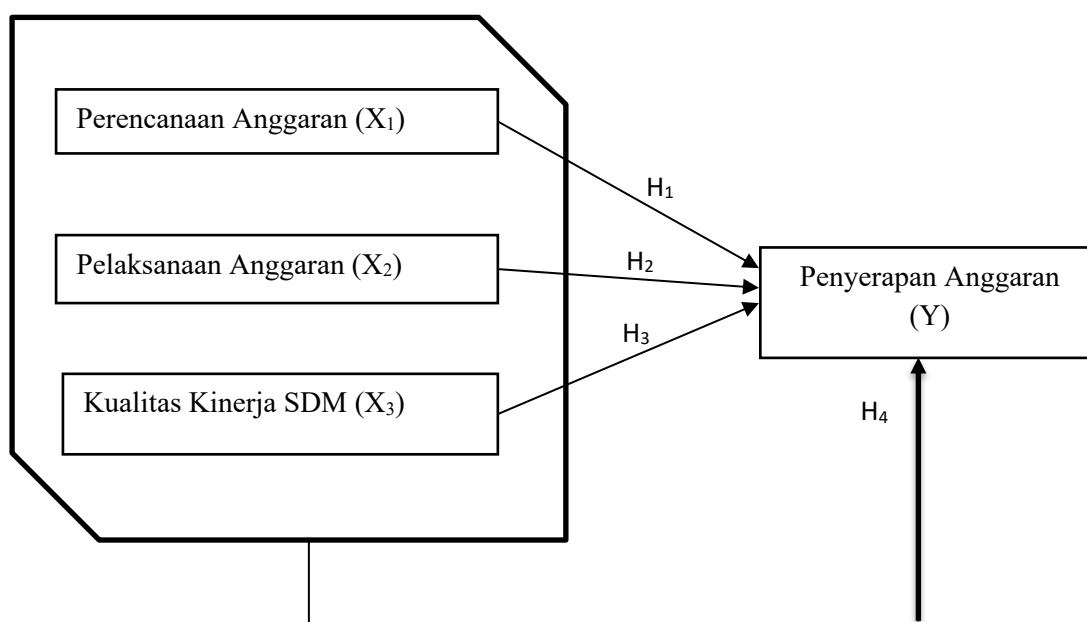 Perencanaan Anggaran (X₁)
H₁
Pelaksanaan Anggaran (X₂)
H₂
Penyerapan Anggaran
(Y)
H₃
Kualitas Kinerja SDM (X₃)
H₄